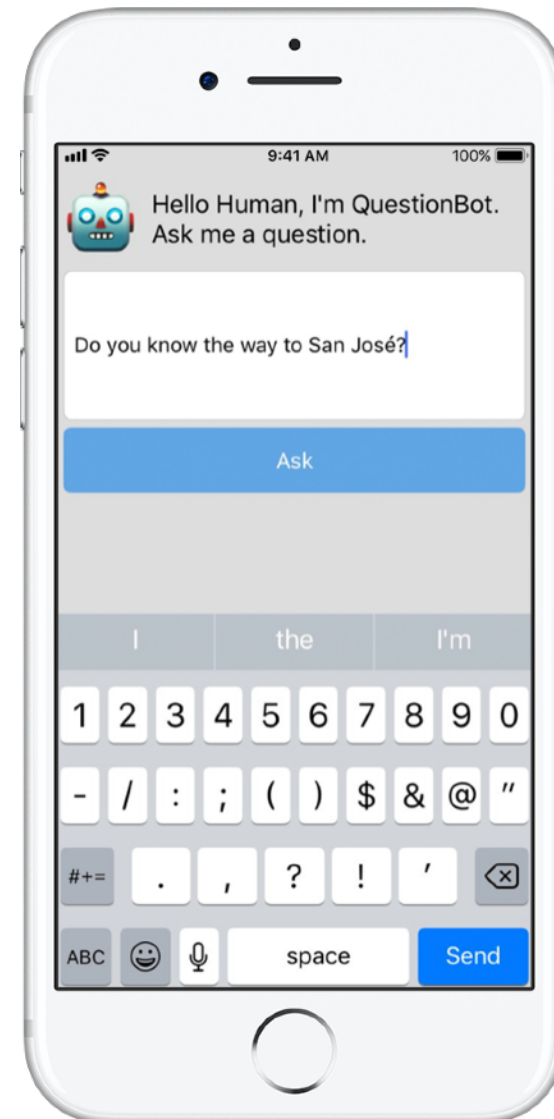 9:41 AM 100%
Hello Human, I'm QuestionBot.
Ask me a question.
Do you know the way to San José?
Ask
I the I'm
1 2 3 4 5 6 7 8 9 0
- / : ; ( ) $ & @ "
#+= . , ? ! '
ABC space Send